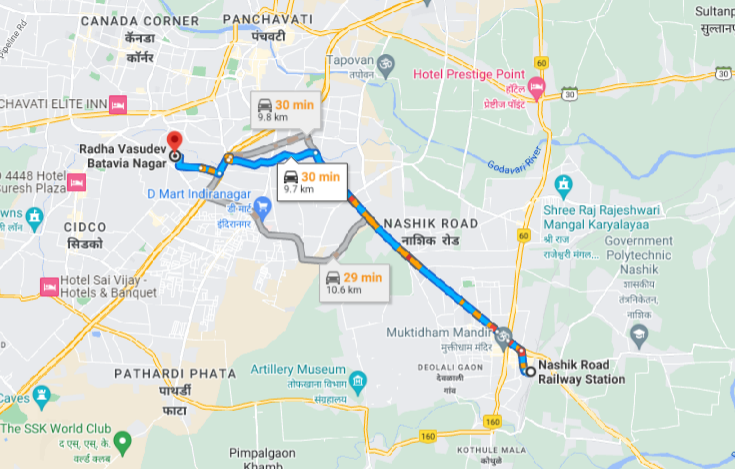 Pipeline Rd
CANADA CORNER
कॅनडा
कॉर्नर
PANCHAVATI
पंचवटी
Tapovan
तपोवन
Hotel Prestige Point
हॉटेल
प्रेस्टीज पॉइंट
60
30
30
CHAVATI ELITE INN
30 min
9.8 km
Radha Vasudev
Batavia Nagar
Godavari River
30 min
9.7 km
4448 Hotel
uresh Plaza
D Mart Indiranagar
डी-मार्ट
इंदिरानगर
Shree Raj Rajeshwari
Mangal Karyalayaa
श्री राज
राजेश्वरी मंगल...
CIDCO
सिडको
NASHIK ROAD
नाशिक रोड
60
Government
Polytechnic
Nashik
शासकीय
तंत्रनिकेतन,
नाशिक
Hotel Sai Vijay -
Hotels & Banquet
29 min
10.6 km
Muktidham Mandir
मुक्तीधाम मंदिर
DEOLALI GAON
देवळाली
गांव
Nashik Road
Railway Station
PATHARDI PHATA
पाथर्डी
फाटा
Artillery Museum
तोफखाना विभाग
संग्रहालय
Caves
The SSK World Club
द एस. एस. के.
वर्ल्ड क्लब
160
160
KOTHULE MALA
कोथुळे
Pimpalgaon
Khamb